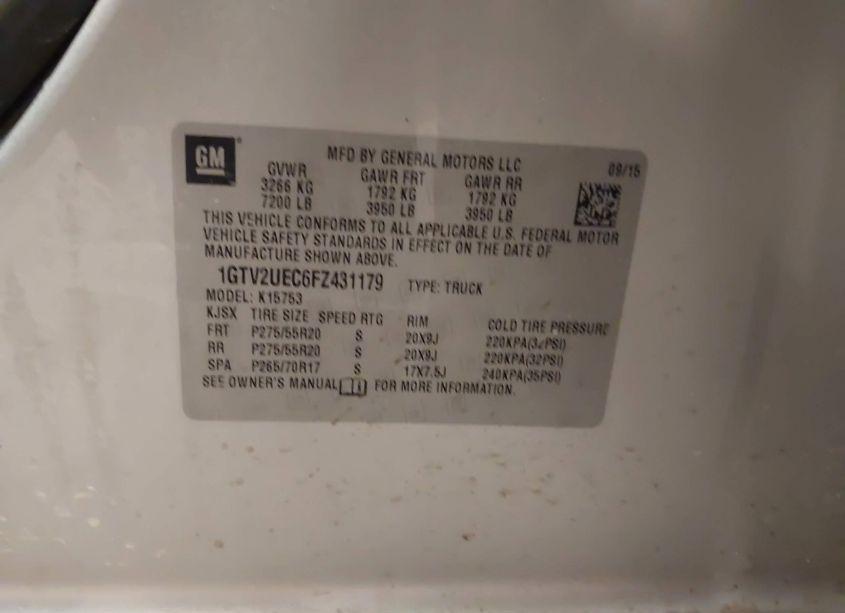 GM
MFD BY GENERAL MOTORS LLC
09/15
GVWR GAWR FRT GAWR RR
3266 KG 1792 KG 1792 KG
7200 LB 3950 LB 3950 LB
THIS VEHICLE CONFORMS TO ALL APPLICABLE U.S. FEDERAL MOTOR
VEHICLE SAFETY STANDARDS IN EFFECT ON THE DATE OF
MANUFACTURE SHOWN ABOVE.
1GTV2UEC6FZ431179 TYPE: TRUCK
MODEL: K15753
KJSX TIRE SIZE SPEED RTG RIM COLD TIRE PRESSURE
FRT P275/55R20 S 20X9J 220KPA(32PSI)
RR P275/55R20 S 20X9J 220KPA(32PSI)
SPA P265/70R17 S 17X7.5J 240KPA(35PSI)
SEE OWNER'S MANUAL FOR MORE INFORMATION.